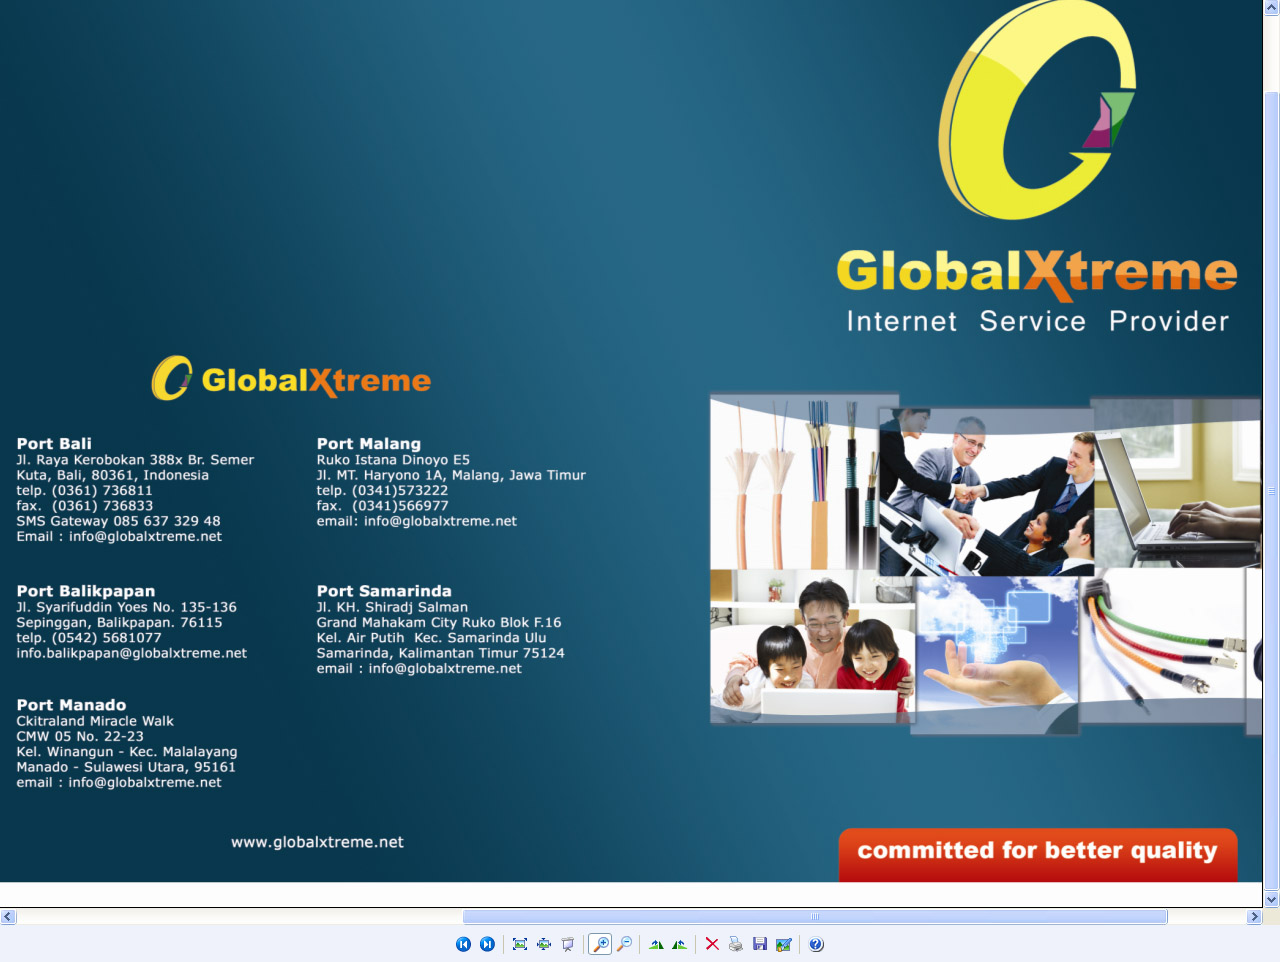 GlobalXtreme
Internet Service Provider
GlobalXtreme
Port Bali
Jl. Raya Kerobokan 388x Br. Semer
Kuta, Bali, 80361, Indonesia
telp. (0361) 736811
fax.  (0361) 736833
SMS Gateway 085 637 329 48
Email : info@globalxtreme.net
Port Malang
Ruko Istana Dinoyo E5
Jl. MT. Haryono 1A, Malang, Jawa Timur
telp. (0341)573222
fax.  (0341)566977
email: info@globalxtreme.net
Port Balikpapan
Jl. Syarifuddin Yoes No. 135-136
Sepinggan, Balikpapan. 76115
telp. (0542) 5681077
info.balikpapan@globalxtreme.net
Port Samarinda
Jl. KH. Shiradj Salman
Grand Mahakam City Ruko Blok F.16
Kel. Air Putih  Kec. Samarinda Ulu
Samarinda, Kalimantan Timur 75124
email : info@globalxtreme.net
Port Manado
Ckitraland Miracle Walk
CMW 05 No. 22-23
Kel. Winangun - Kec. Malalayang
Manado - Sulawesi Utara, 95161
email : info@globalxtreme.net
www.globalxtreme.net
committed for better quality